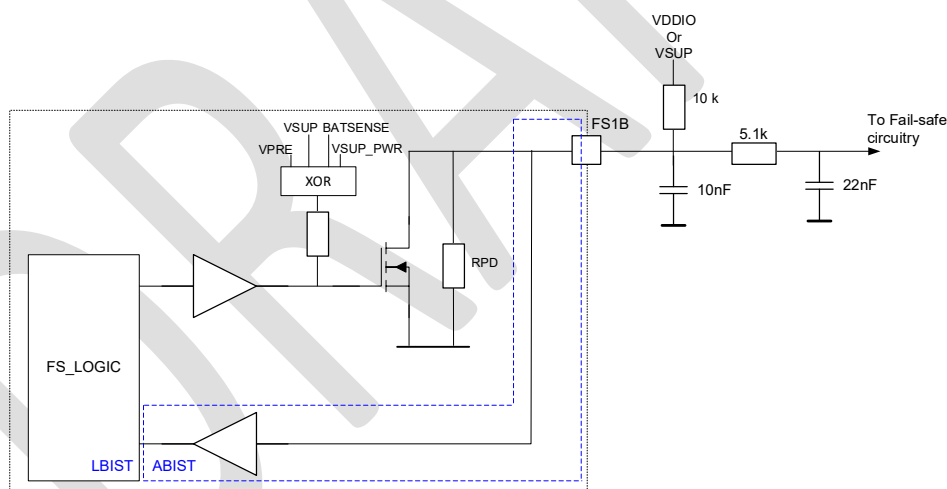 VDDIO
Or
VSUP
10 k
FS1B
5.1k
To Fail-safe
circuitry
10nF
22nF
VSUP BATSENSE
VPRE
VSUP_PWR
XOR
RPD
FS_LOGIC
LBIST
ABIST
DRAFT